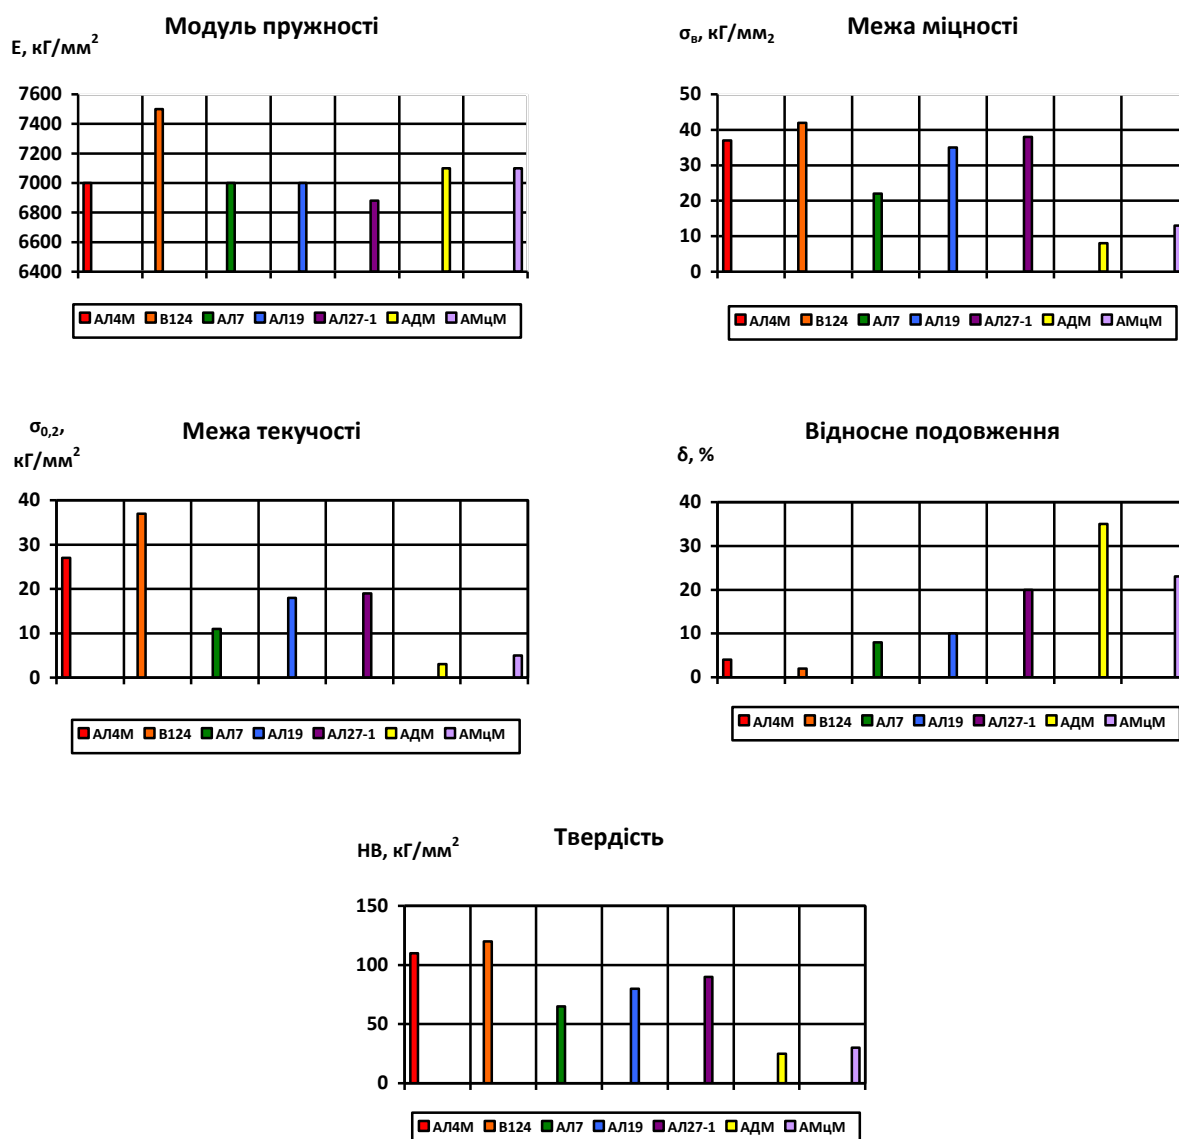 Модуль пружності
E, кГ/мм²
7600
7400
7200
7000
6800
6600
6400
АЛ4М В124 АЛ7 АЛ19 АЛ27-1 АДМ АМцМ
Межа міцності
σв, кГ/мм₂
50
40
30
20
10
0
АЛ4М В124 АЛ7 АЛ19 АЛ27-1 АДМ АМцМ
Межа текучості
σ0,2,
кГ/мм²
40
30
20
10
0
АЛ4М В124 АЛ7 АЛ19 АЛ27-1 АДМ АМцМ
Відносне подовження
δ, %
40
30
20
10
0
АЛ4М В124 АЛ7 АЛ19 АЛ27-1 АДМ АМцМ
Твердість
НВ, кГ/мм²
150
100
50
0
АЛ4М В124 АЛ7 АЛ19 АЛ27-1 АДМ АМцМ